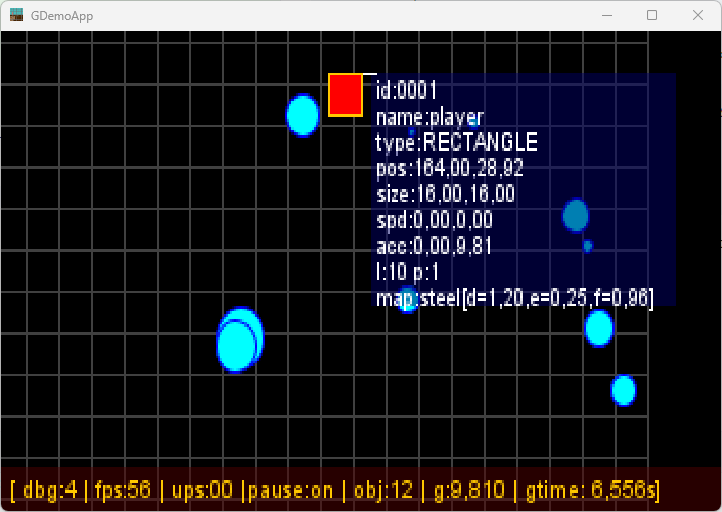 GDemoApp
id:0001
name:player
type:RECTANGLE
pos:164,00,28,92
size:16,00,16,00
spd:0,00,0,00
acc:0,00,9,81
l:10 p:1
map:steel[d=1,20,e=0,25,f=0,96]
[ dbg:4 | fps:56 | ups:00 |pause:on | obj:12 | g:9,810 | gtime: 6,556s]